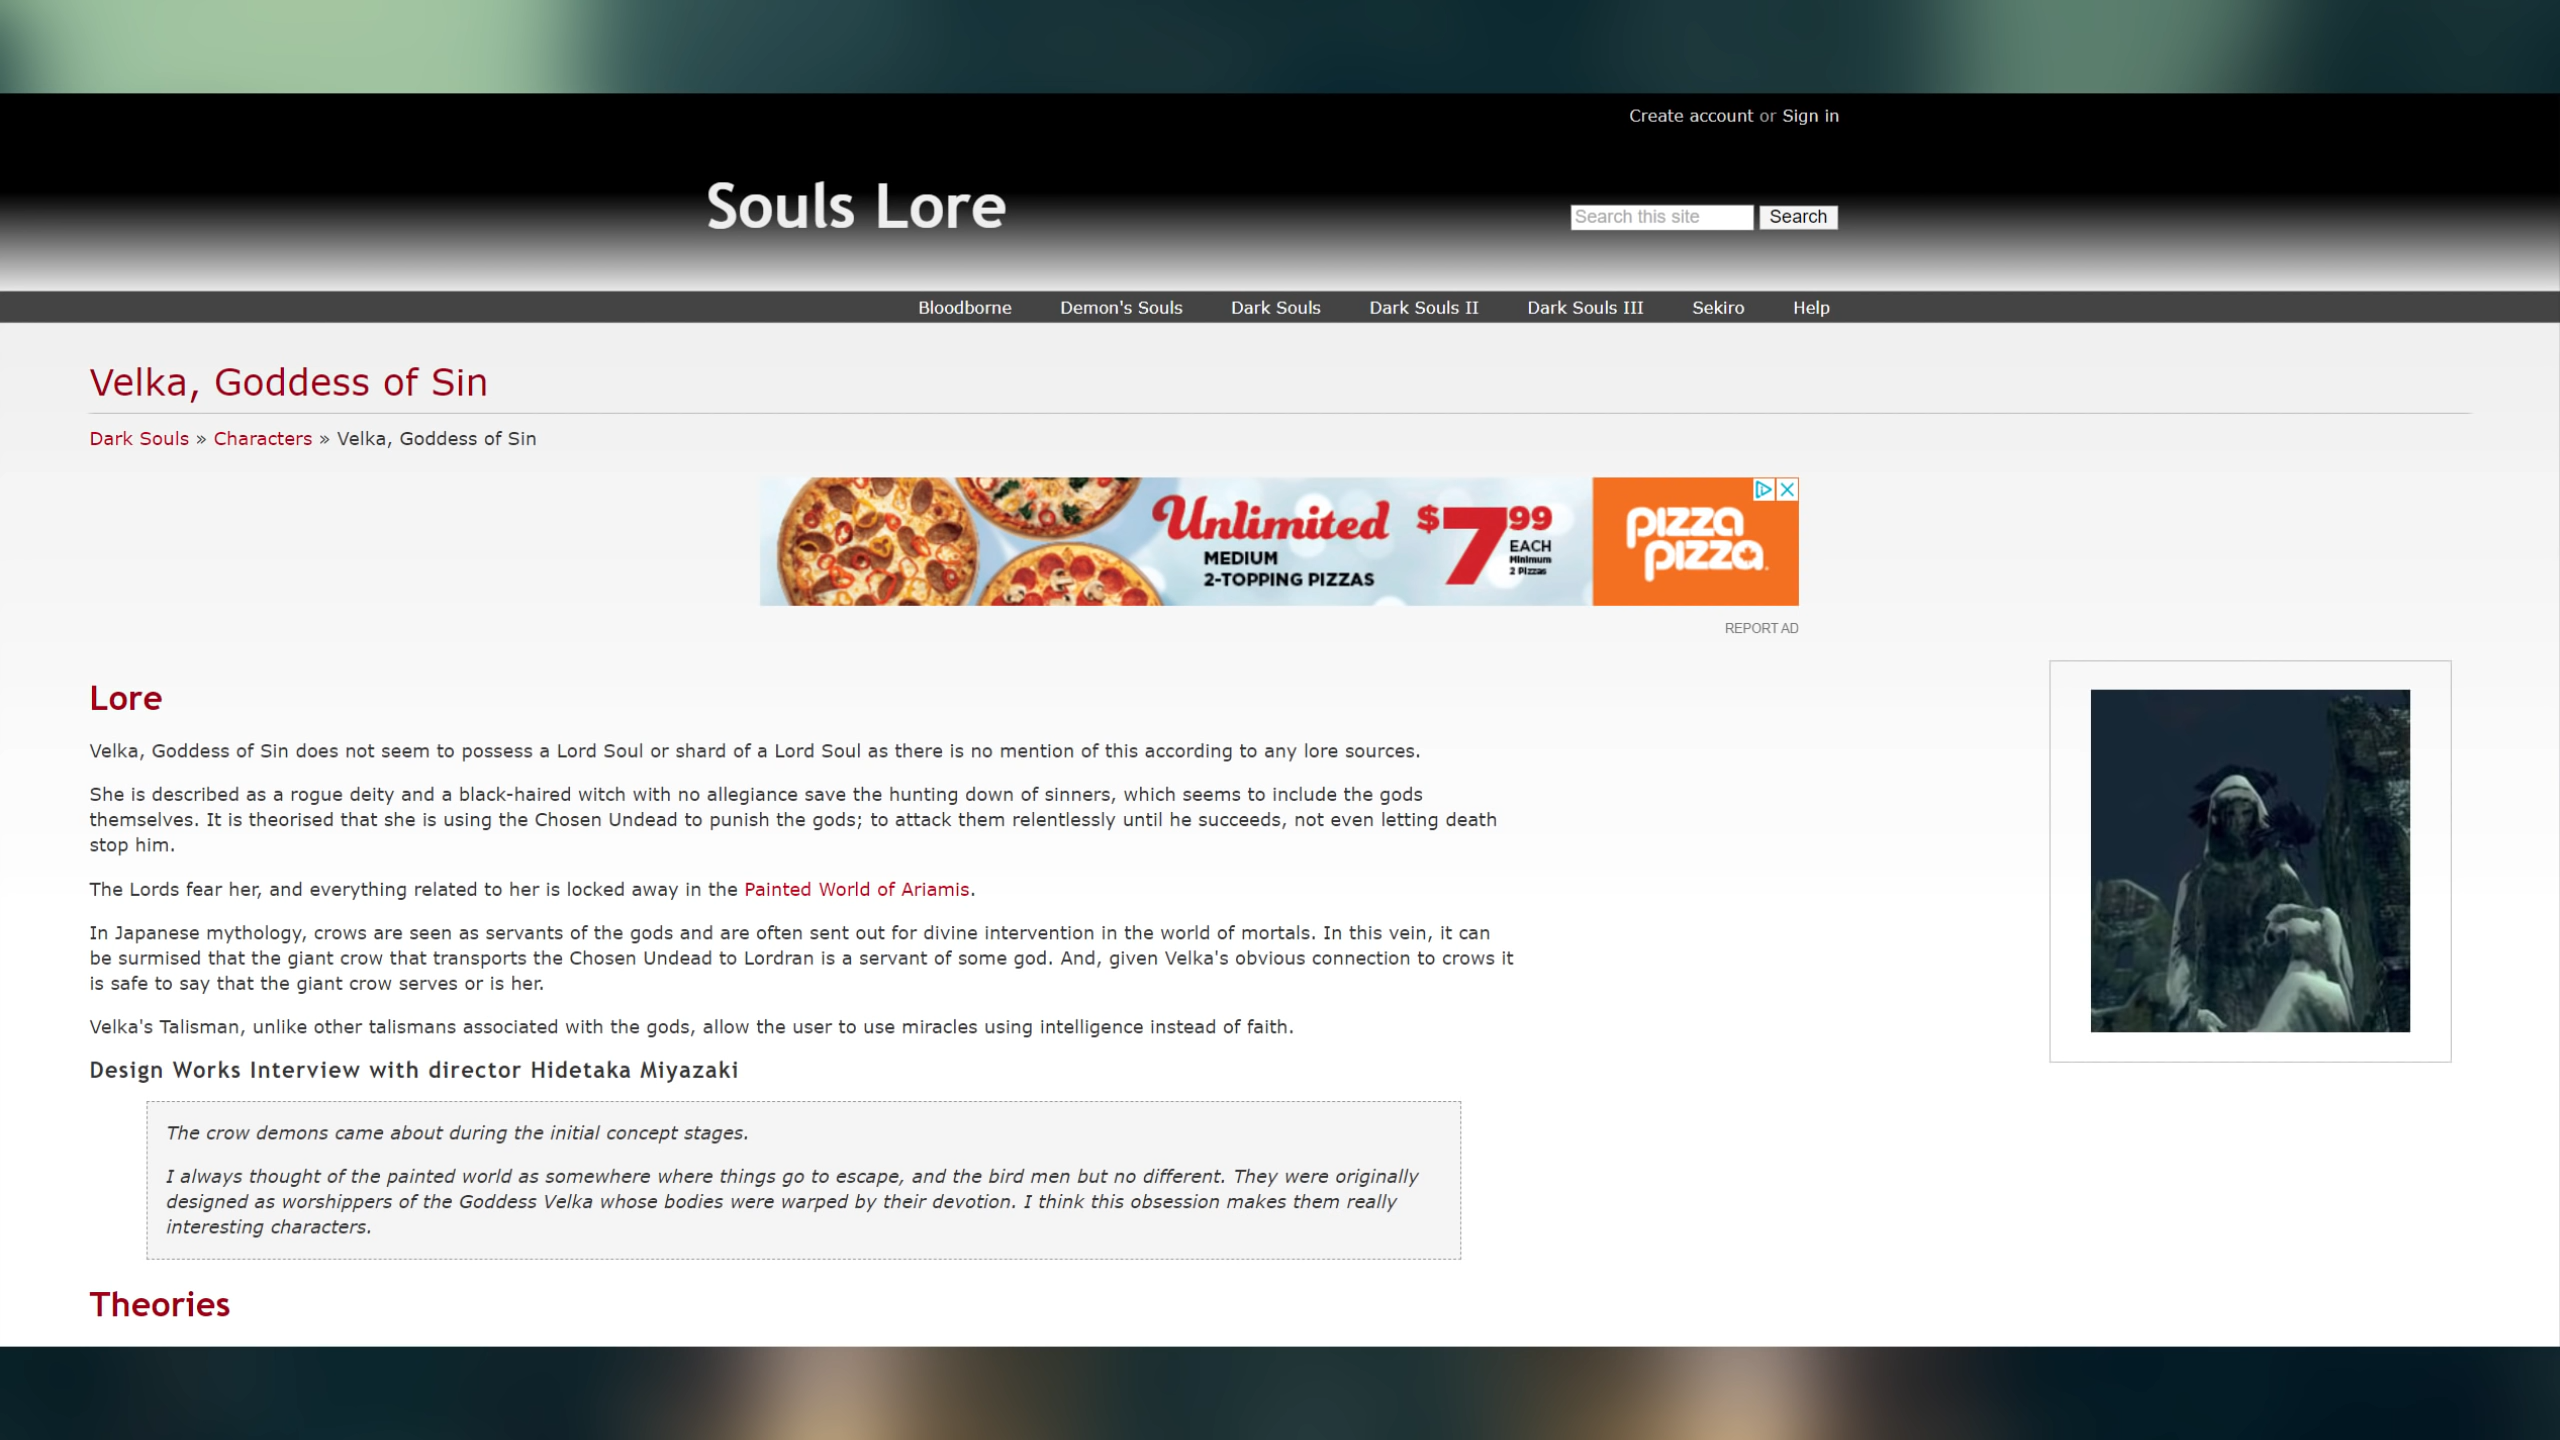 Create account or Sign in
Souls Lore
Search this site
Search
Bloodborne
Demon's Souls
Dark Souls
Dark Souls II
Dark Souls III
Sekiro
Help
Velka, Goddess of Sin
Dark Souls » Characters » Velka, Goddess of Sin
Unlimited
MEDIUM
2-TOPPING PIZZAS
$7.99
EACH
Minimum
2 Pizzas
pizza
pizza
REPORT AD
Lore
Velka, Goddess of Sin does not seem to possess a Lord Soul or shard of a Lord Soul as there is no mention of this according to any lore sources.
She is described as a rogue deity and a black-haired witch with no allegiance save the hunting down of sinners, which seems to include the gods
themselves. It is theorised that she is using the Chosen Undead to punish the gods; to attack them relentlessly until he succeeds, not even letting death
stop him.
The Lords fear her, and everything related to her is locked away in the Painted World of Ariamis.
In Japanese mythology, crows are seen as servants of the gods and are often sent out for divine intervention in the world of mortals. In this vein, it can
be surmised that the giant crow that transports the Chosen Undead to Lordran is a servant of some god. And, given Velka's obvious connection to crows it
is safe to say that the giant crow serves or is her.
Velka's Talisman, unlike other talismans associated with the gods, allow the user to use miracles using intelligence instead of faith.
Design Works Interview with director Hidetaka Miyazaki
The crow demons came about during the initial concept stages.
I always thought of the painted world as somewhere where things go to escape, and the bird men but no different. They were originally
designed as worshippers of the Goddess Velka whose bodies were warped by their devotion. I think this obsession makes them really
interesting characters.
Theories